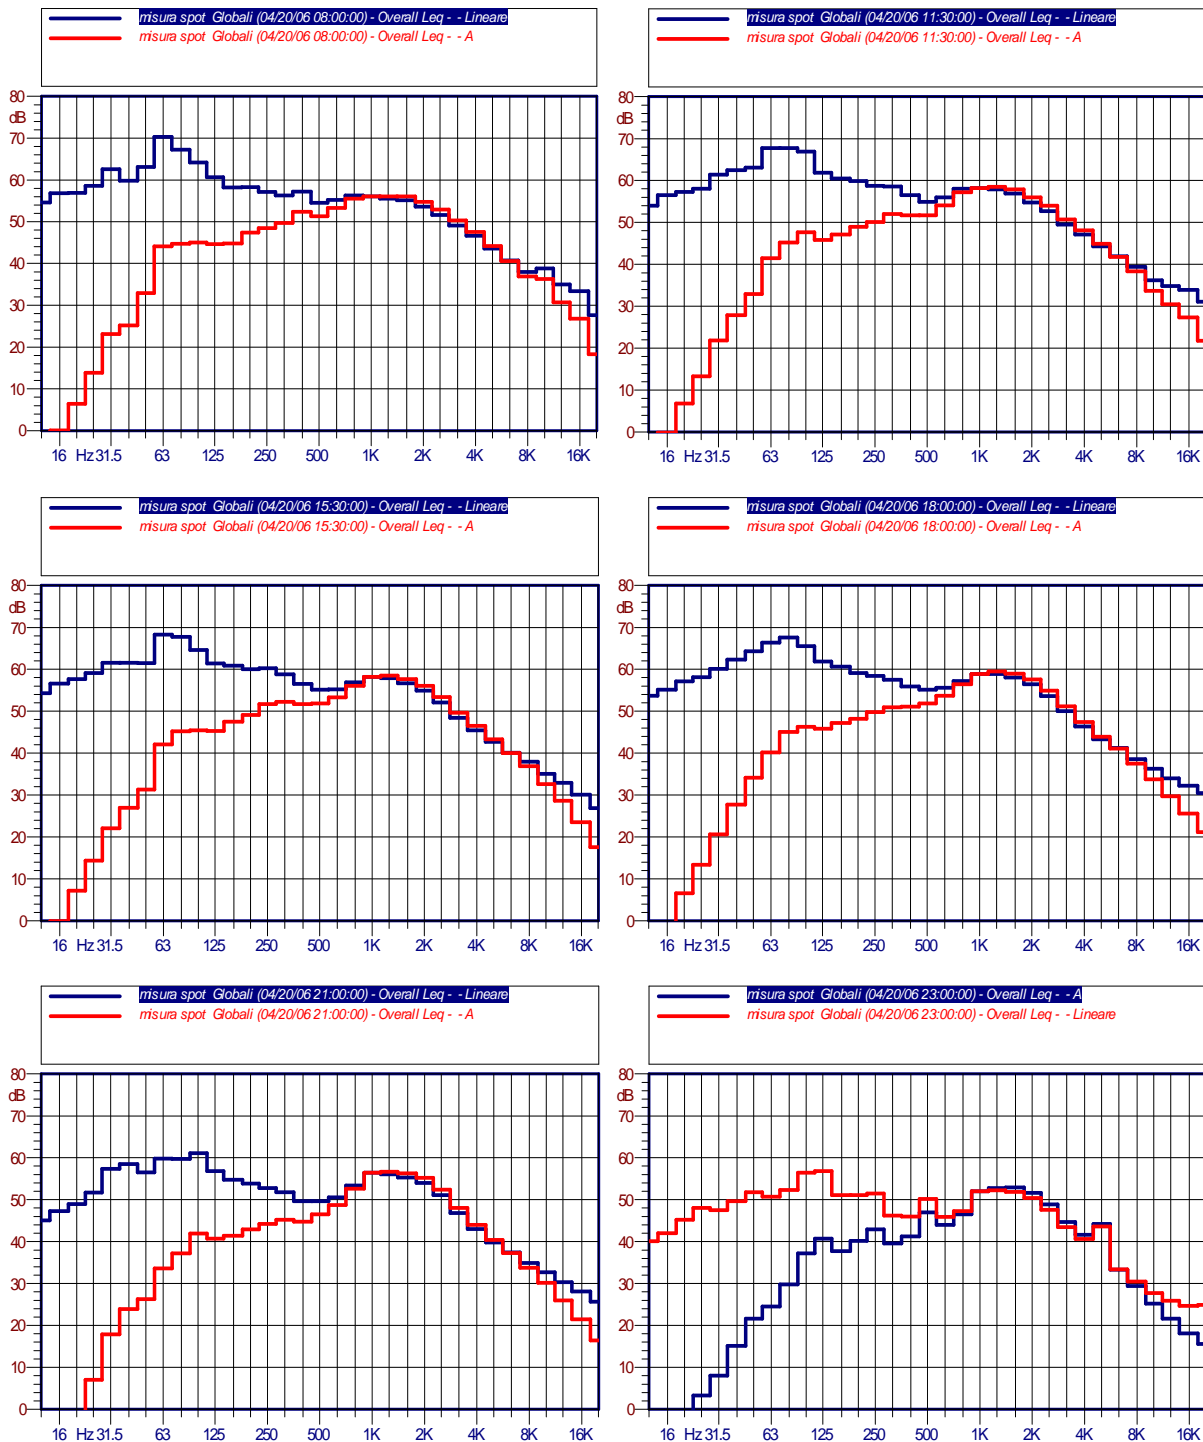 misura spot Globali (04/20/06 08:00:00) - Overall Leq - - Lineare
misura spot Globali (04/20/06 08:00:00) - Overall Leq - - A
80
dB
70
60
50
40
30
20
10
0
16 Hz 31.5 63 125 250 500 1K 2K 4K 8K 16K
misura spot Globali (04/20/06 11:30:00) - Overall Leq - - Lineare
misura spot Globali (04/20/06 11:30:00) - Overall Leq - - A
80
dB
70
60
50
40
30
20
10
0
16 Hz 31.5 63 125 250 500 1K 2K 4K 8K 16K
misura spot Globali (04/20/06 15:30:00) - Overall Leq - - Lineare
misura spot Globali (04/20/06 15:30:00) - Overall Leq - - A
80
dB
70
60
50
40
30
20
10
0
16 Hz 31.5 63 125 250 500 1K 2K 4K 8K 16K
misura spot Globali (04/20/06 18:00:00) - Overall Leq - - Lineare
misura spot Globali (04/20/06 18:00:00) - Overall Leq - - A
80
dB
70
60
50
40
30
20
10
0
16 Hz 31.5 63 125 250 500 1K 2K 4K 8K 16K
misura spot Globali (04/20/06 21:00:00) - Overall Leq - - Lineare
misura spot Globali (04/20/06 21:00:00) - Overall Leq - - A
80
dB
70
60
50
40
30
20
10
0
16 Hz 31.5 63 125 250 500 1K 2K 4K 8K 16K
misura spot Globali (04/20/06 23:00:00) - Overall Leq - - A
misura spot Globali (04/20/06 23:00:00) - Overall Leq - - Lineare
80
dB
70
60
50
40
30
20
10
0
16 Hz 31.5 63 125 250 500 1K 2K 4K 8K 16K